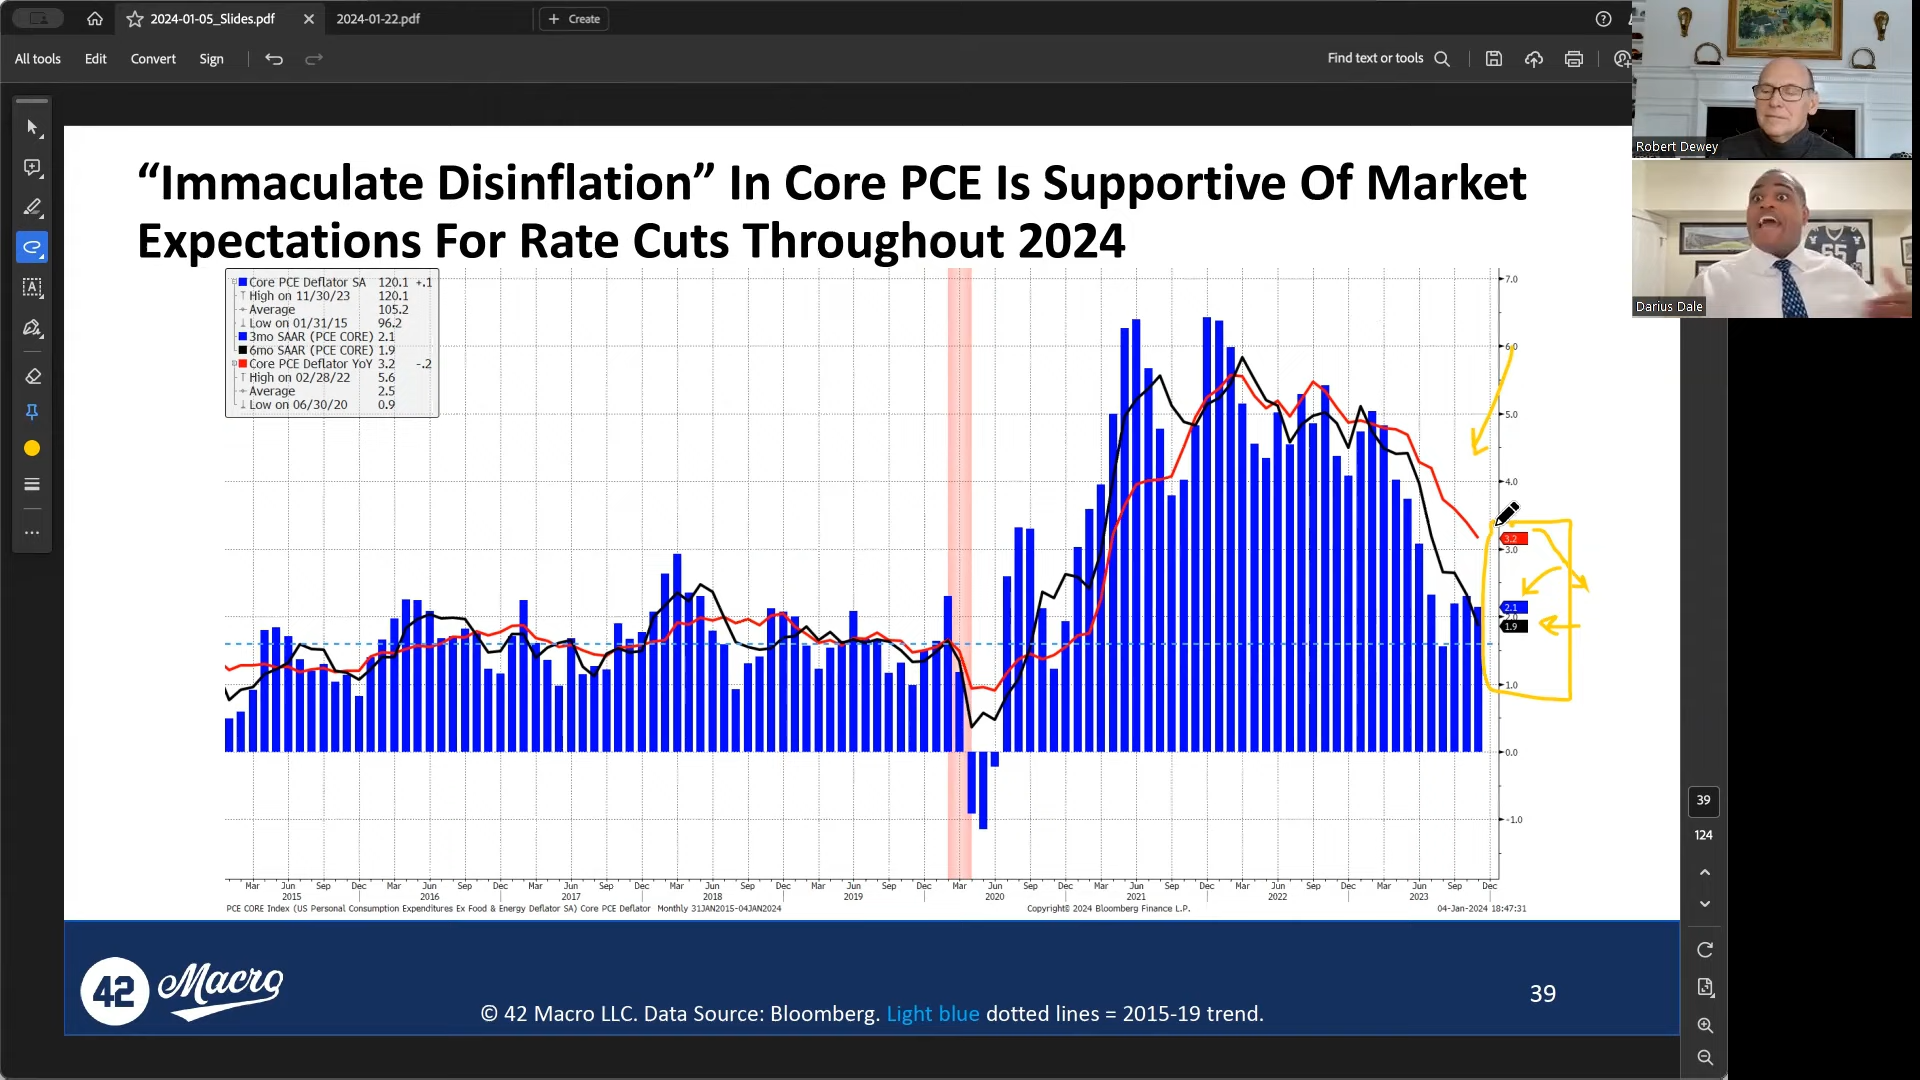 2024-01-05_Slides.pdf
2024-01-22.pdf
Create
All tools
Edit
Convert
Sign
Find text or tools
Robert Dewey
Darius Dale
“Immaculate Disinflation” In Core PCE Is Supportive Of Market
Expectations For Rate Cuts Throughout 2024
Core PCE Deflator SA 120.1 +.1
High on 11/30/23 120.1
Average 105.2
Low on 01/31/15 96.2
3mo SAAR (PCE CORE) 2.1
6mo SAAR (PCE CORE) 1.9
Core PCE Deflator YoY 3.2 -.2
High on 02/28/22 5.6
Average 2.5
Low on 06/30/20 0.9
7.0
6.0
5.0
4.0
3.2
3.0
2.1
2.0
1.9
1.0
0.0
-1.0
Mar Jun Sep Dec Mar Jun Sep Dec Mar Jun Sep Dec Mar Jun Sep Dec Mar Jun Sep Dec Mar Jun Sep Dec Mar Jun Sep Dec Mar Jun Sep Dec Mar Jun Sep Dec
2015 2016 2017 2018 2019 2020 2021 2022 2023
PCE CORE Index (US Personal Consumption Expenditures Ex Food & Energy Deflator SA) Core PCE Deflator Monthly 31JAN2015-04JAN2024 Copyright© 2024 Bloomberg Finance L.P. 04-Jan-2024 18:47:31
39
124
42 Macro
© 42 Macro LLC. Data Source: Bloomberg. Light blue dotted lines = 2015-19 trend.
39